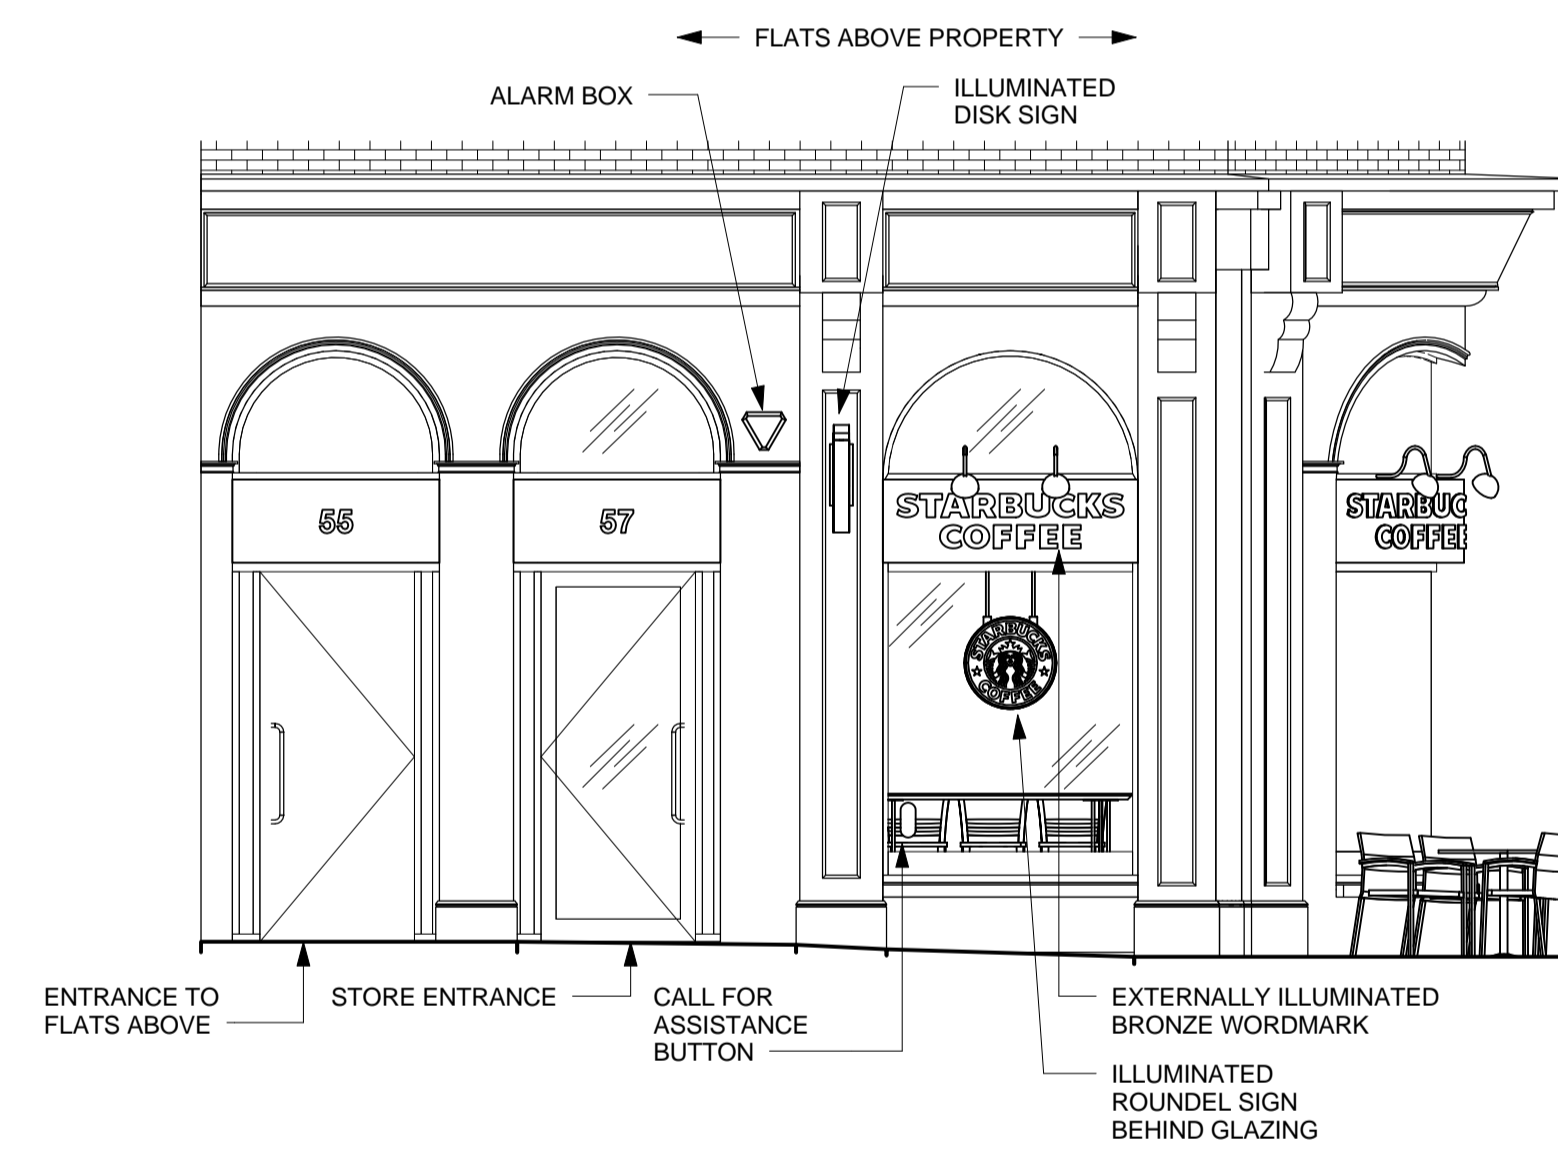 FLATS ABOVE PROPERTY
ALARM BOX
ILLUMINATED
DISK SIGN
55
57
STARBUCKS
COFFEE
STARBUC
COFFEE
STARBUCKS
COFFEE
ENTRANCE TO
FLATS ABOVE
STORE ENTRANCE
CALL FOR
ASSISTANCE
BUTTON
EXTERNALLY ILLUMINATED
BRONZE WORDMARK
ILLUMINATED
ROUNDEL SIGN
BEHIND GLAZING